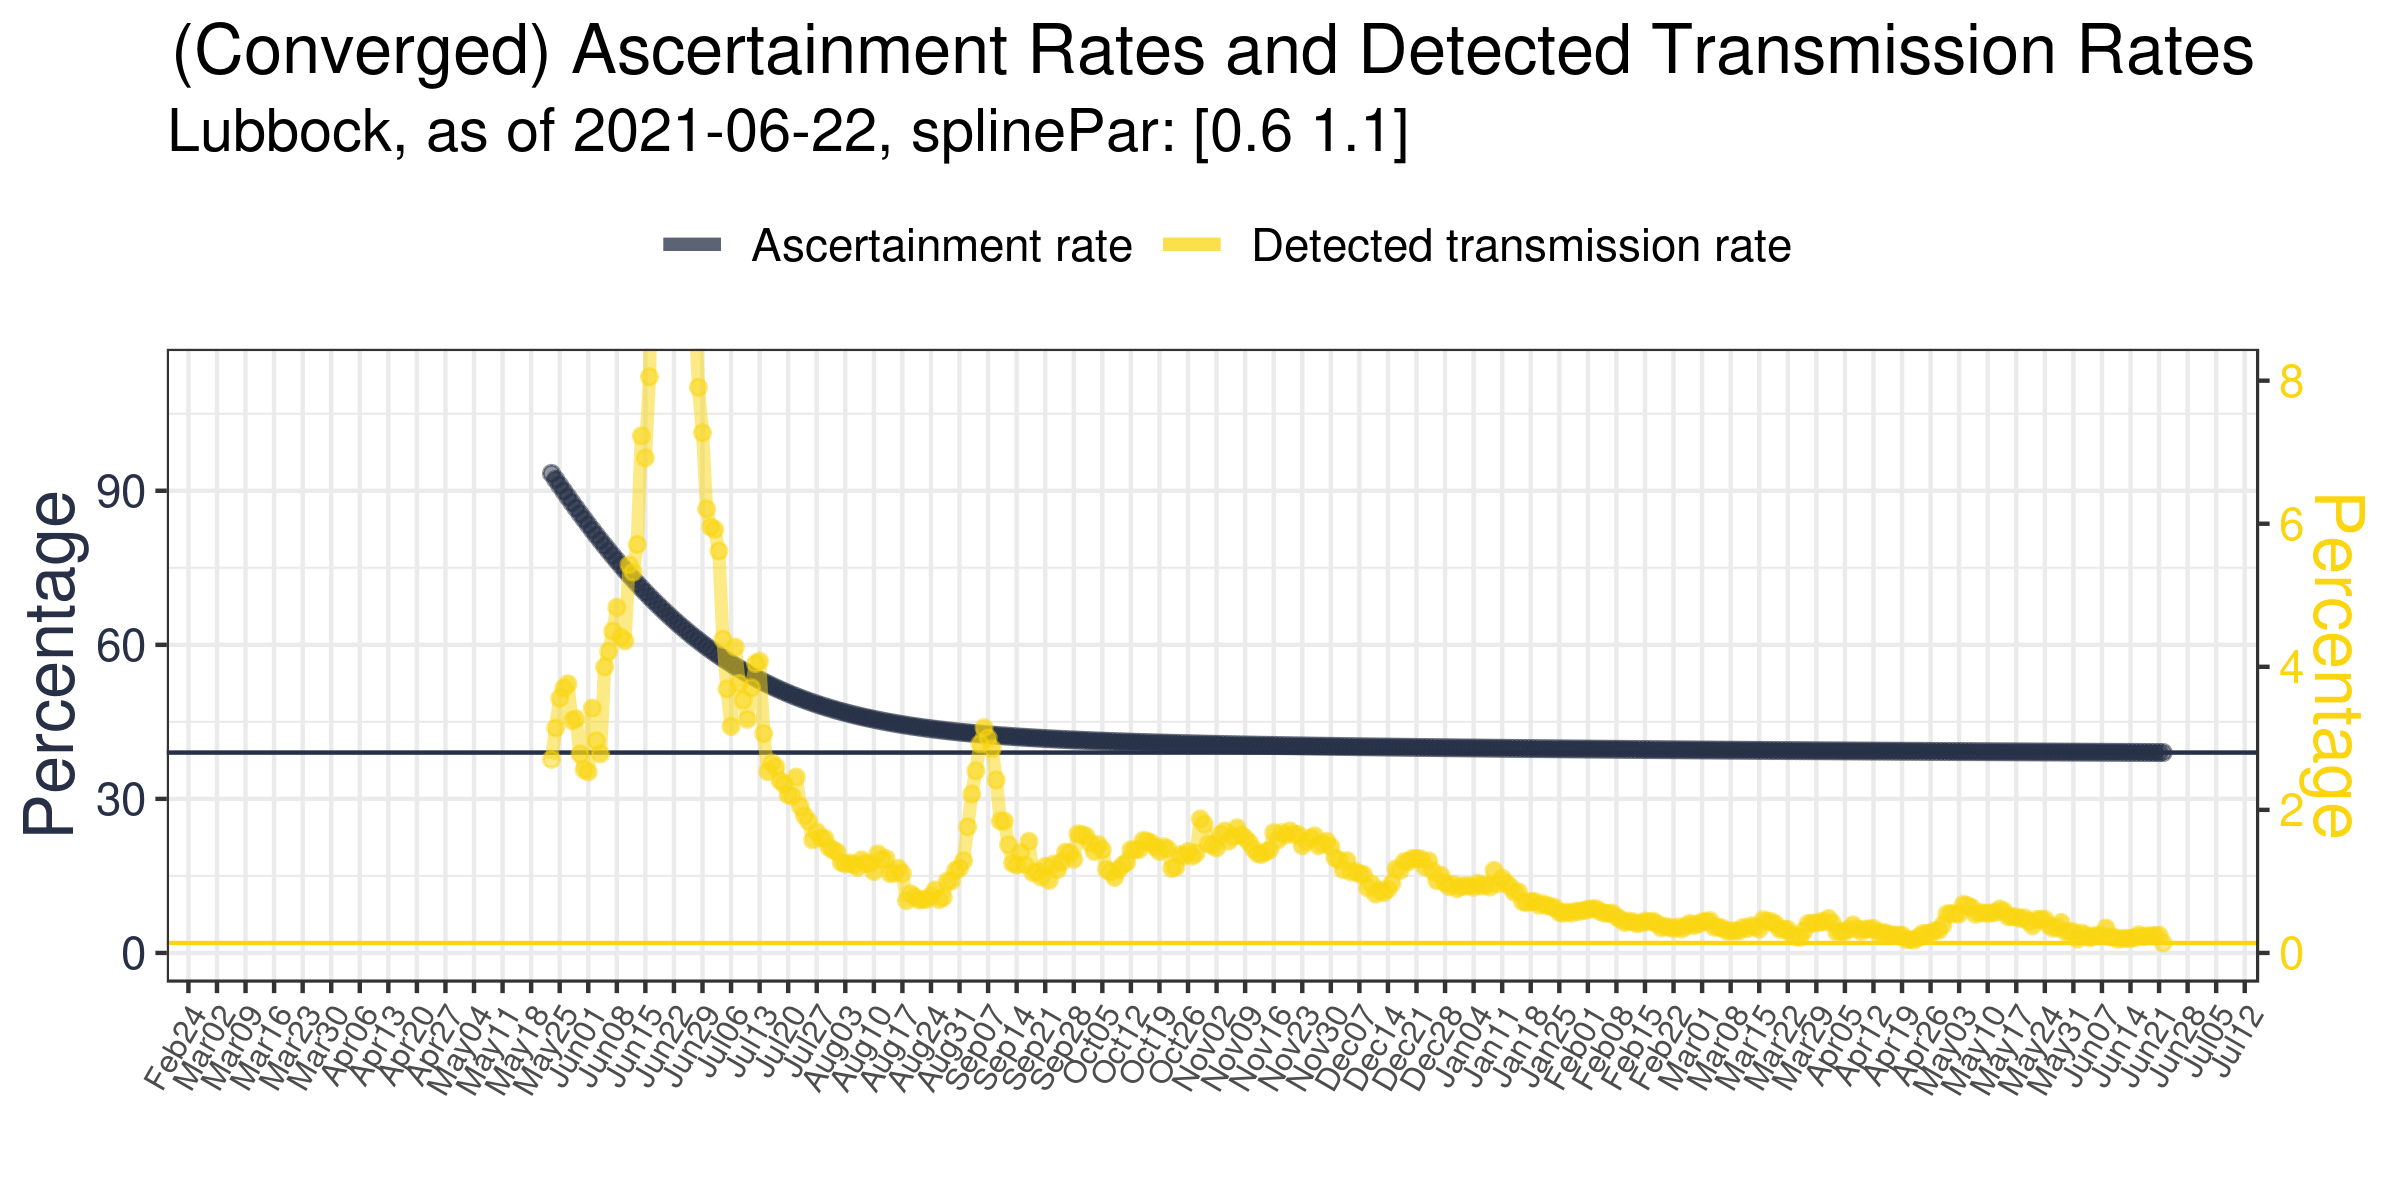 (Converged) Ascertainment Rates and Detected Transmission Rates
Lubbock, as of 2021-06-22, splinePar: [0.6 1.1]
Ascertainment rate Detected transmission rate
Percentage
90
60
30
0
8
6
4
2
0
Percentage
Feb24
Mar02
Mar09
Mar16
Mar23
Mar30
Apr06
Apr13
Apr20
Apr27
May04
May11
May18
May25
Jun01
Jun08
Jun15
Jun22
Jun29
Jul06
Jul13
Jul20
Jul27
Aug03
Aug10
Aug17
Aug24
Aug31
Sep07
Sep14
Sep21
Sep28
Oct05
Oct12
Oct19
Oct26
Nov02
Nov09
Nov16
Nov23
Nov30
Dec07
Dec14
Dec21
Dec28
Jan04
Jan11
Jan18
Jan25
Feb01
Feb08
Feb15
Feb22
Mar01
Mar08
Mar15
Mar22
Mar29
Apr05
Apr12
Apr19
Apr26
May03
May10
May17
May24
May31
Jun07
Jun14
Jun21
Jun28
Jul05
Jul12